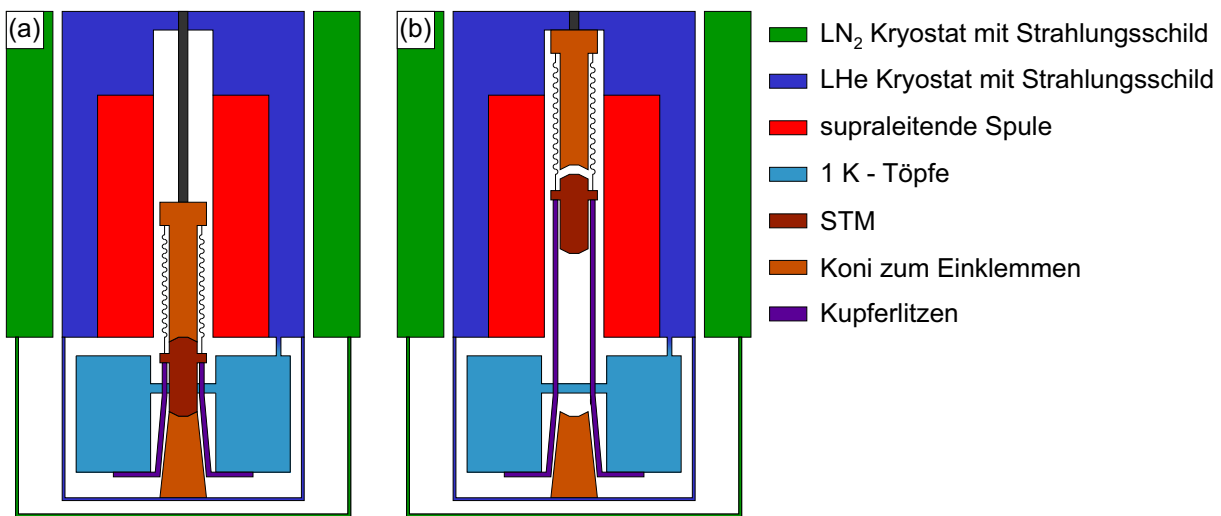 (a)
(b)
LN₂ Kryostat mit Strahlungsschild
LHe Kryostat mit Strahlungsschild
supraleitende Spule
1 K - Töpfe
STM
Koni zum Einklemmen
Kupferlitzen